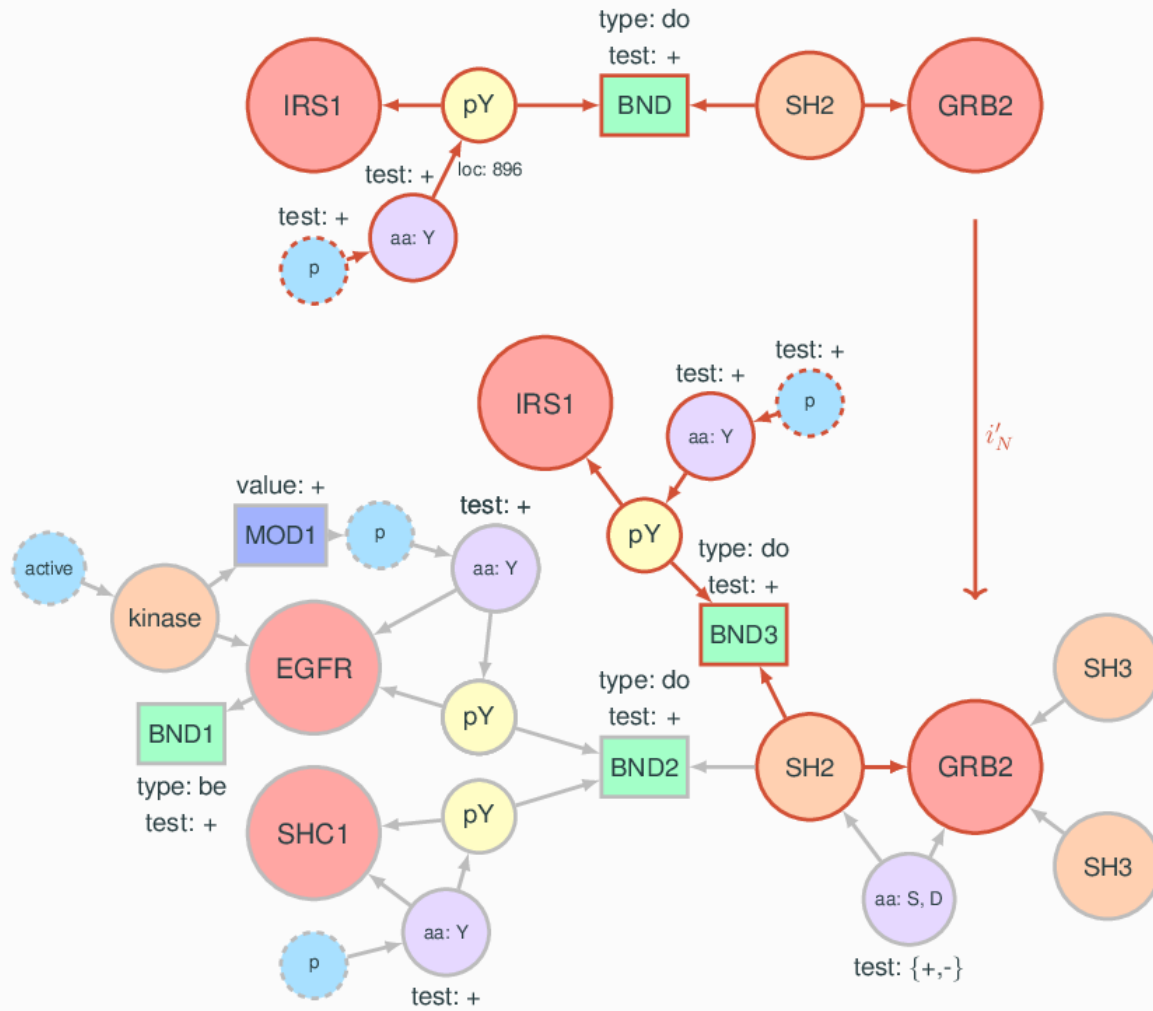 type: do
test: +
IRS1
pY
BND
SH2
GRB2
loc: 896
test: +
aa: Y
test: +
p
i′N
IRS1
test: +
aa: Y
test: +
p
pY
type: do
test: +
BND3
value: +
MOD1
p
test: +
aa: Y
active
kinase
EGFR
pY
BND1
type: be
test: +
type: do
test: +
BND2
SH2
GRB2
SH3
SH3
SHC1
pY
aa: Y
test: +
p
aa: S, D
test: {+,-}